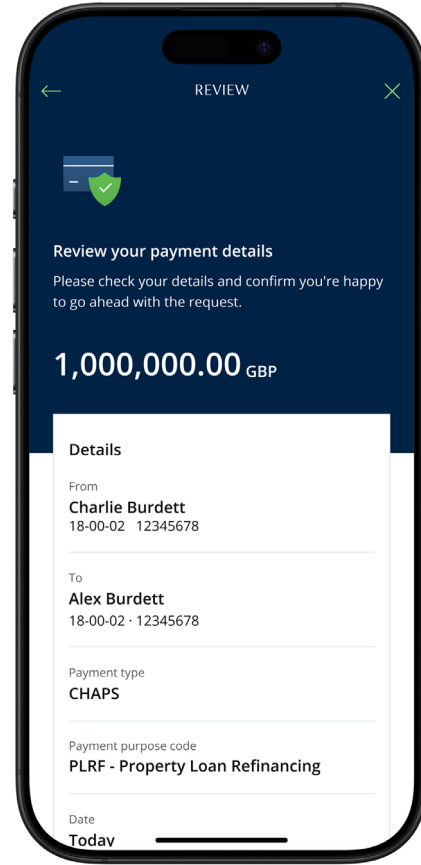 REVIEW
Review your payment details
Please check your details and confirm you're happy
to go ahead with the request.
1,000,000.00 GBP
Details
From
Charlie Burdett
18-00-02 12345678
To
Alex Burdett
18-00-02 · 12345678
Payment type
CHAPS
Payment purpose code
PLRF - Property Loan Refinancing
Date
Today